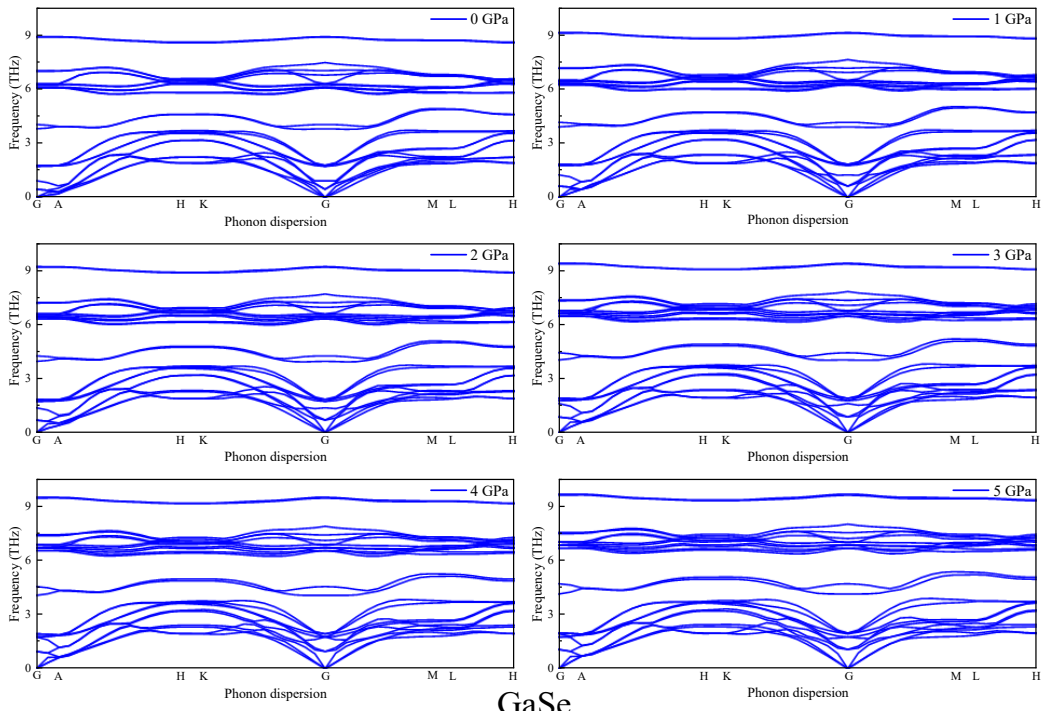 0 GPa
9
6
3
0
Frequency (THz)
G A H K G M L H
Phonon dispersion
1 GPa
9
6
3
0
Frequency (THz)
G A H K G M L H
Phonon dispersion
2 GPa
9
6
3
0
Frequency (THz)
G A H K G M L H
Phonon dispersion
3 GPa
9
6
3
0
Frequency (THz)
G A H K G M L H
Phonon dispersion
4 GPa
9
6
3
0
Frequency (THz)
G A H K G M L H
Phonon dispersion
5 GPa
9
6
3
0
Frequency (THz)
G A H K G M L H
Phonon dispersion
GaSe